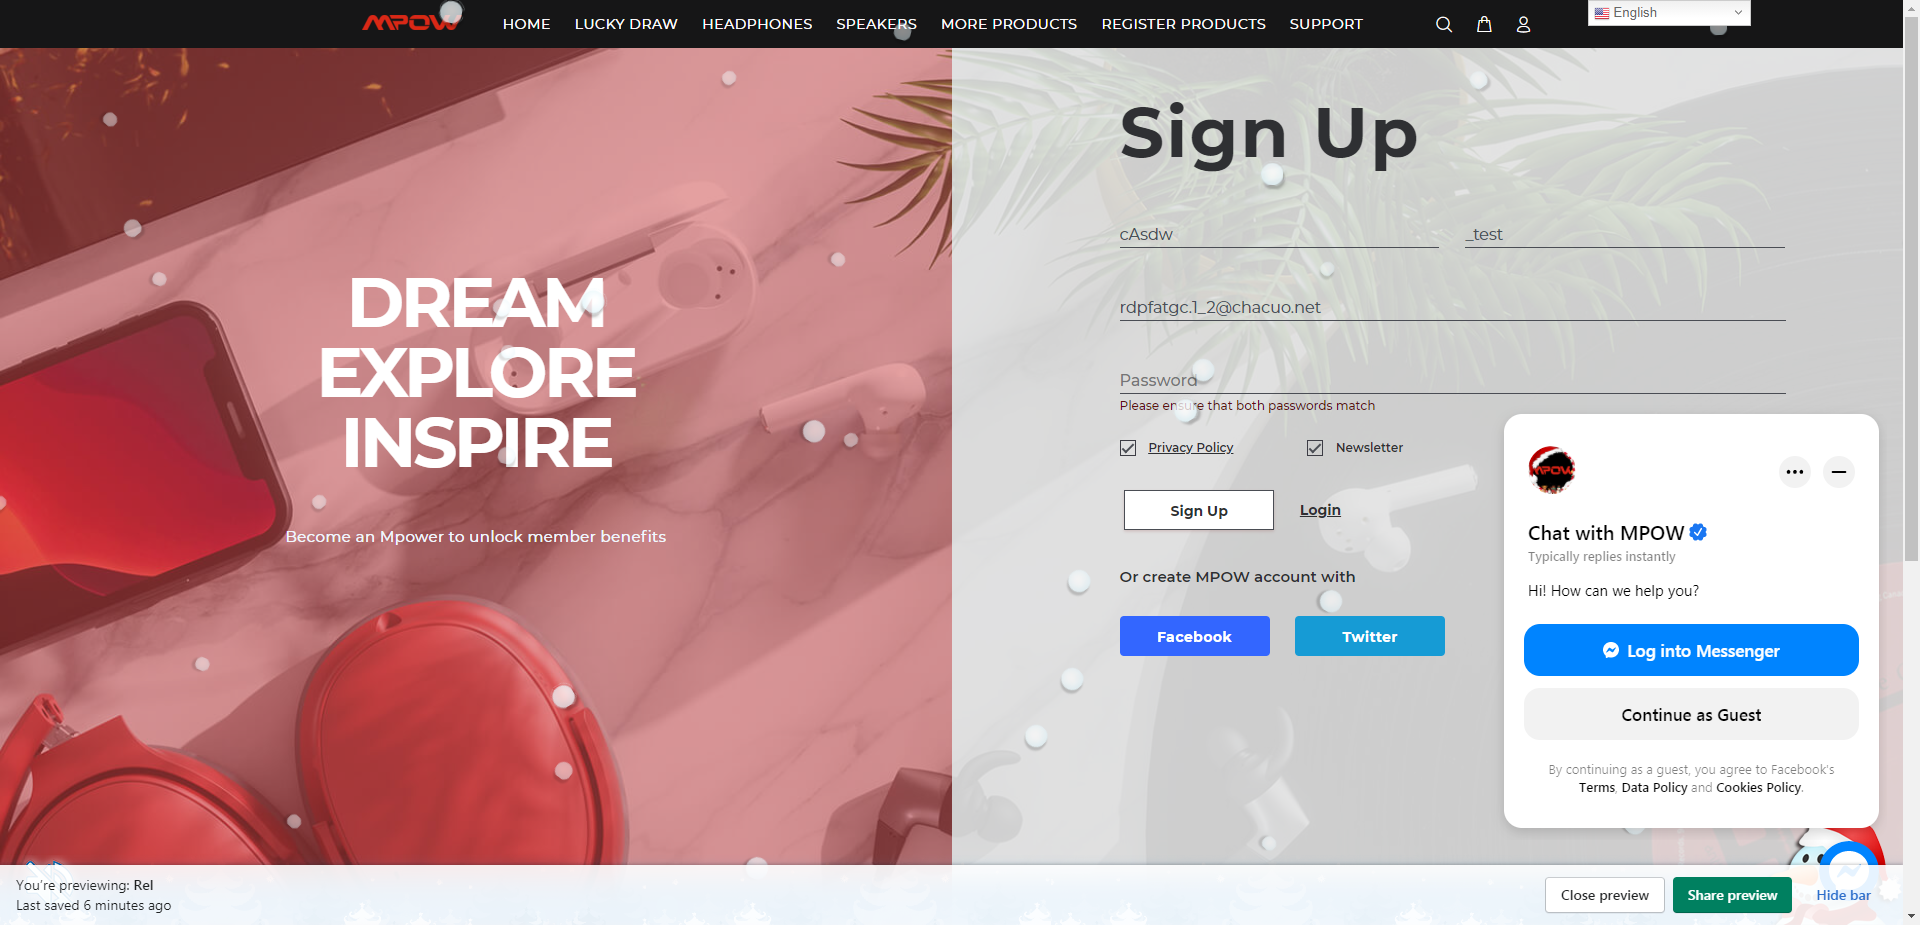 MPOW HOME LUCKY DRAW HEADPHONES SPEAKERS MORE PRODUCTS REGISTER PRODUCTS SUPPORT English
DREAM
EXPLORE
INSPIRE
Become an Mpower to unlock member benefits
Sign Up
cAsdw _test
rdpfatgc.1_2@chacuo.net
Password
Please ensure that both passwords match
Privacy Policy Newsletter
Sign Up Login
Or create MPOW account with
Facebook Twitter
MPOW
Chat with MPOW
Typically replies instantly
Hi! How can we help you?
Log into Messenger
Continue as Guest
By continuing as a guest, you agree to Facebook's
Terms, Data Policy and Cookies Policy.
You're previewing: Rel
Last saved 6 minutes ago
Close preview Share preview Hide bar